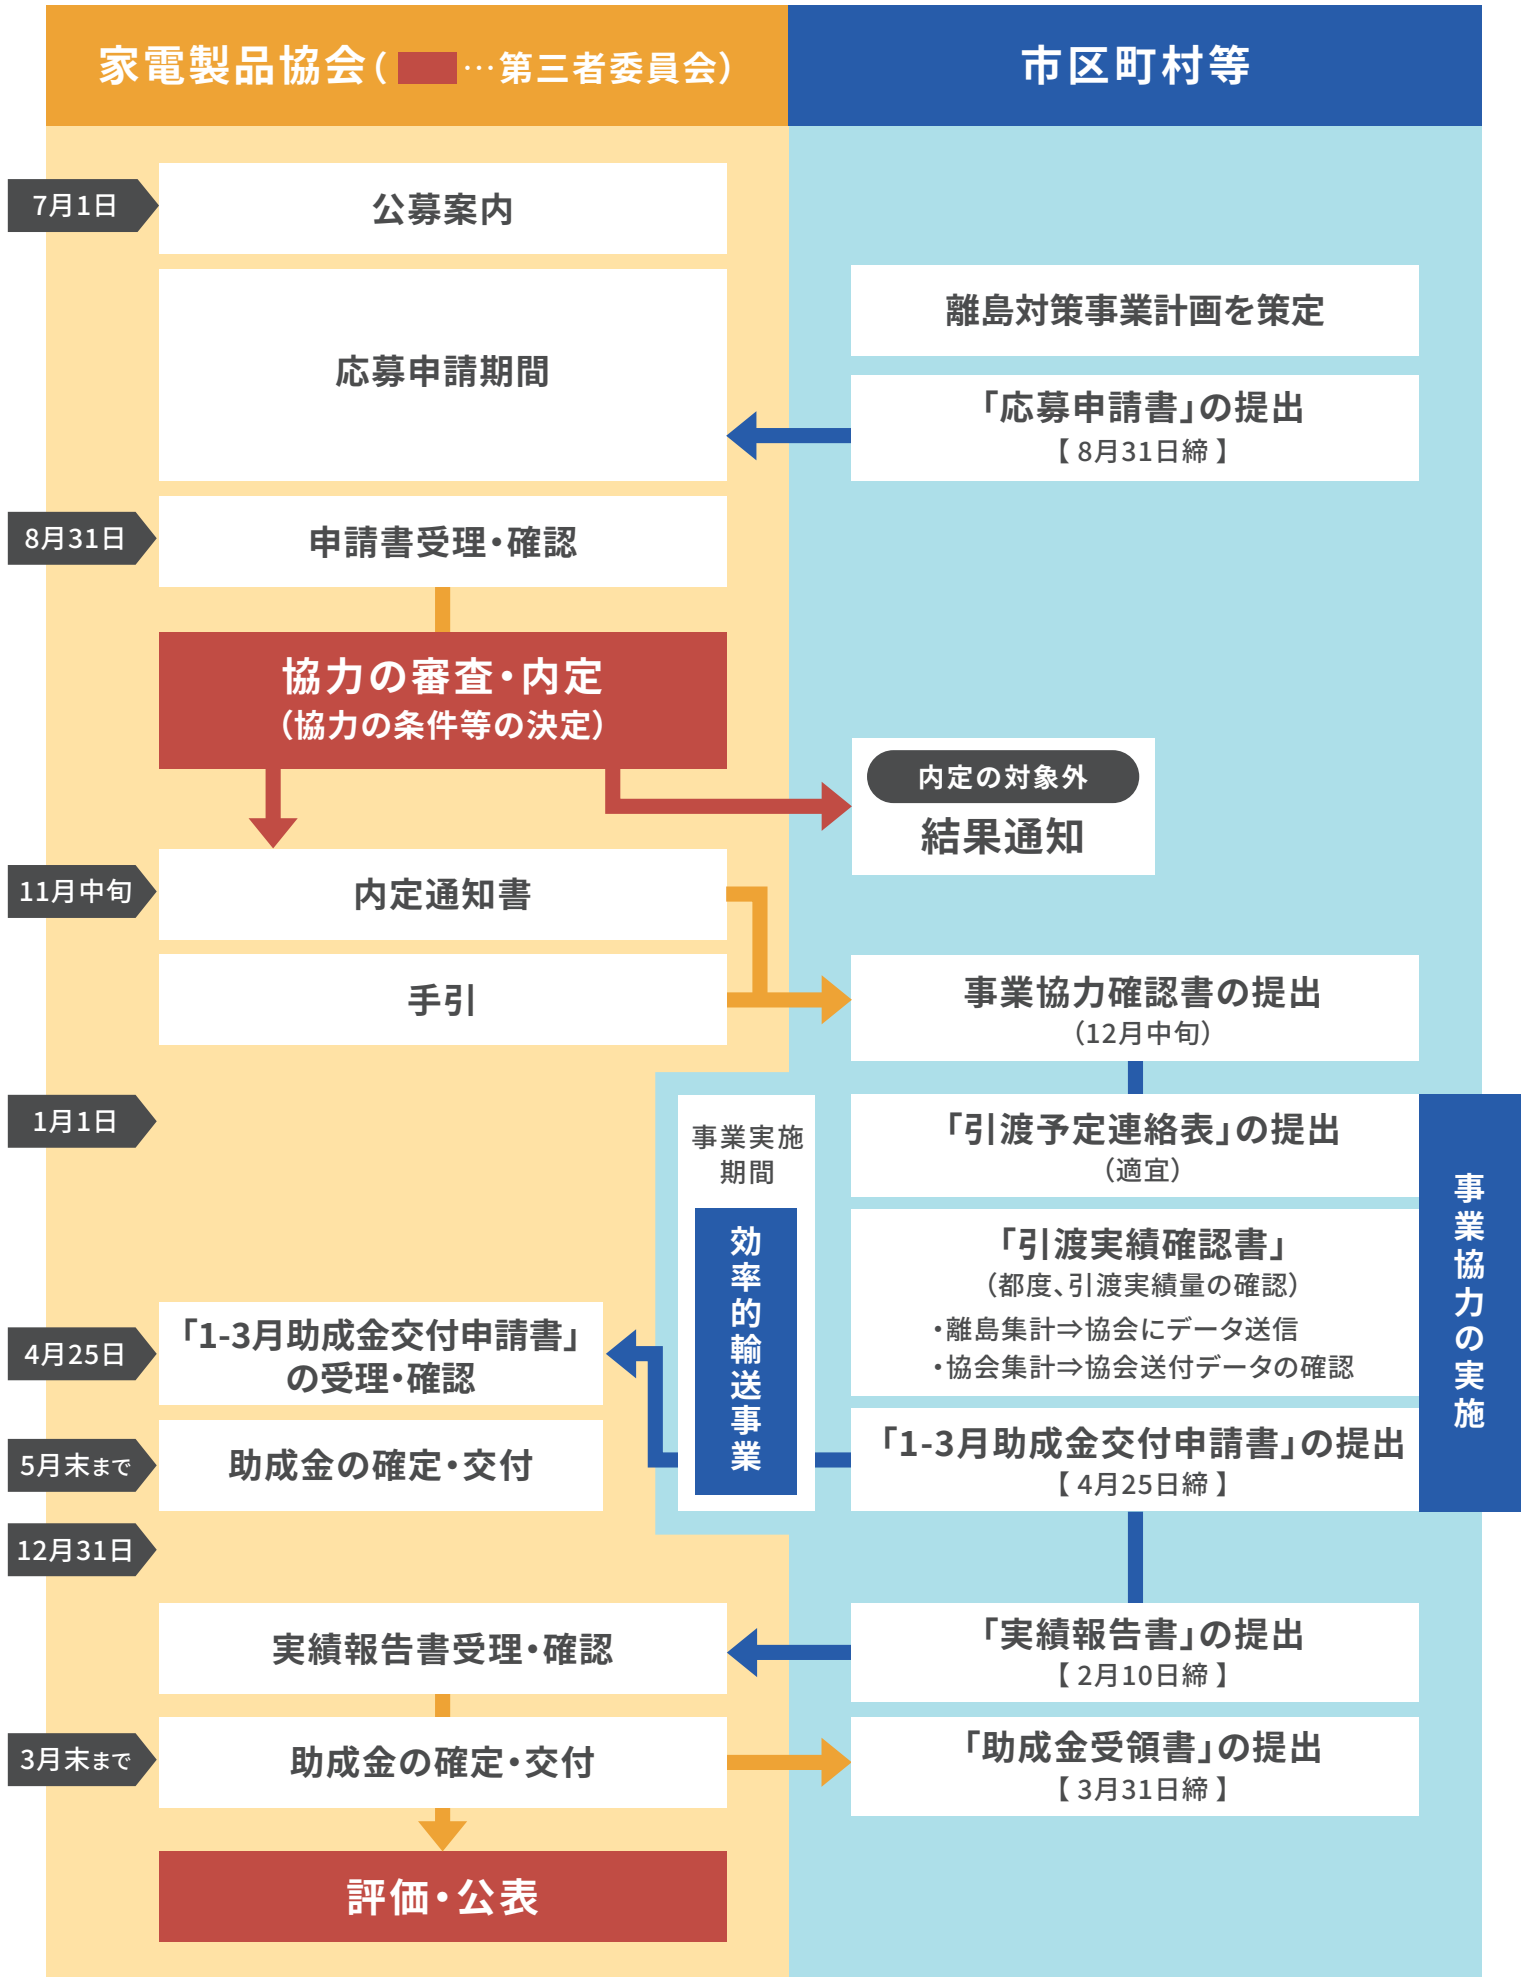 家電製品協会（ …第三者委員会）
市区町村等
7月1日
公募案内
離島対策事業計画を策定
応募申請期間
「応募申請書」の提出
【 8月31日締 】
8月31日
申請書受理・確認
協力の審査・内定
（協力の条件等の決定）
内定の対象外
結果通知
11月中旬
内定通知書
手引
事業協力確認書の提出
（12月中旬）
1月1日
事業実施
期間
効率的輸送事業
「引渡予定連絡表」の提出
（適宜）
事業協力の実施
「引渡実績確認書」
（都度、引渡実績量の確認）
・離島集計⇒協会にデータ送信
・協会集計⇒協会送付データの確認
4月25日
「1-3月助成金交付申請書」
の受理・確認
「1-3月助成金交付申請書」の提出
【 4月25日締 】
5月末まで
助成金の確定・交付
12月31日
実績報告書受理・確認
「実績報告書」の提出
【 2月10日締 】
3月末まで
助成金の確定・交付
「助成金受領書」の提出
【 3月31日締 】
評価・公表